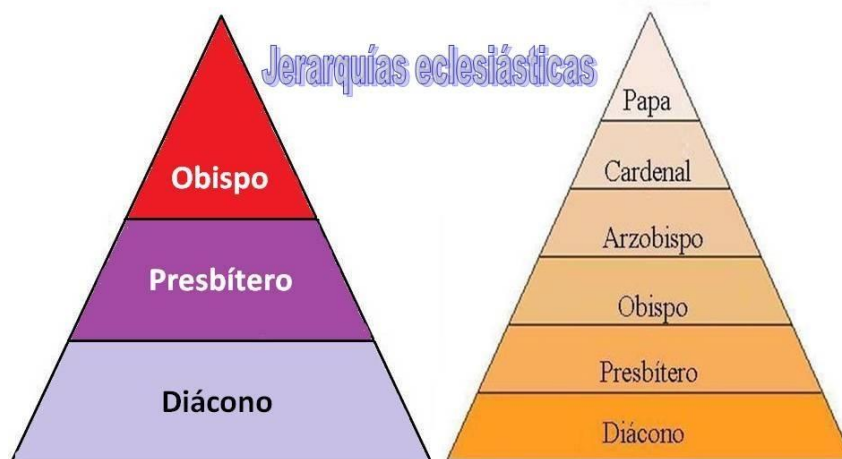 Jerarquías eclesiásticas
Obispo
Presbítero
Diácono
Papa
Cardenal
Arzobispo
Obispo
Presbítero
Diácono